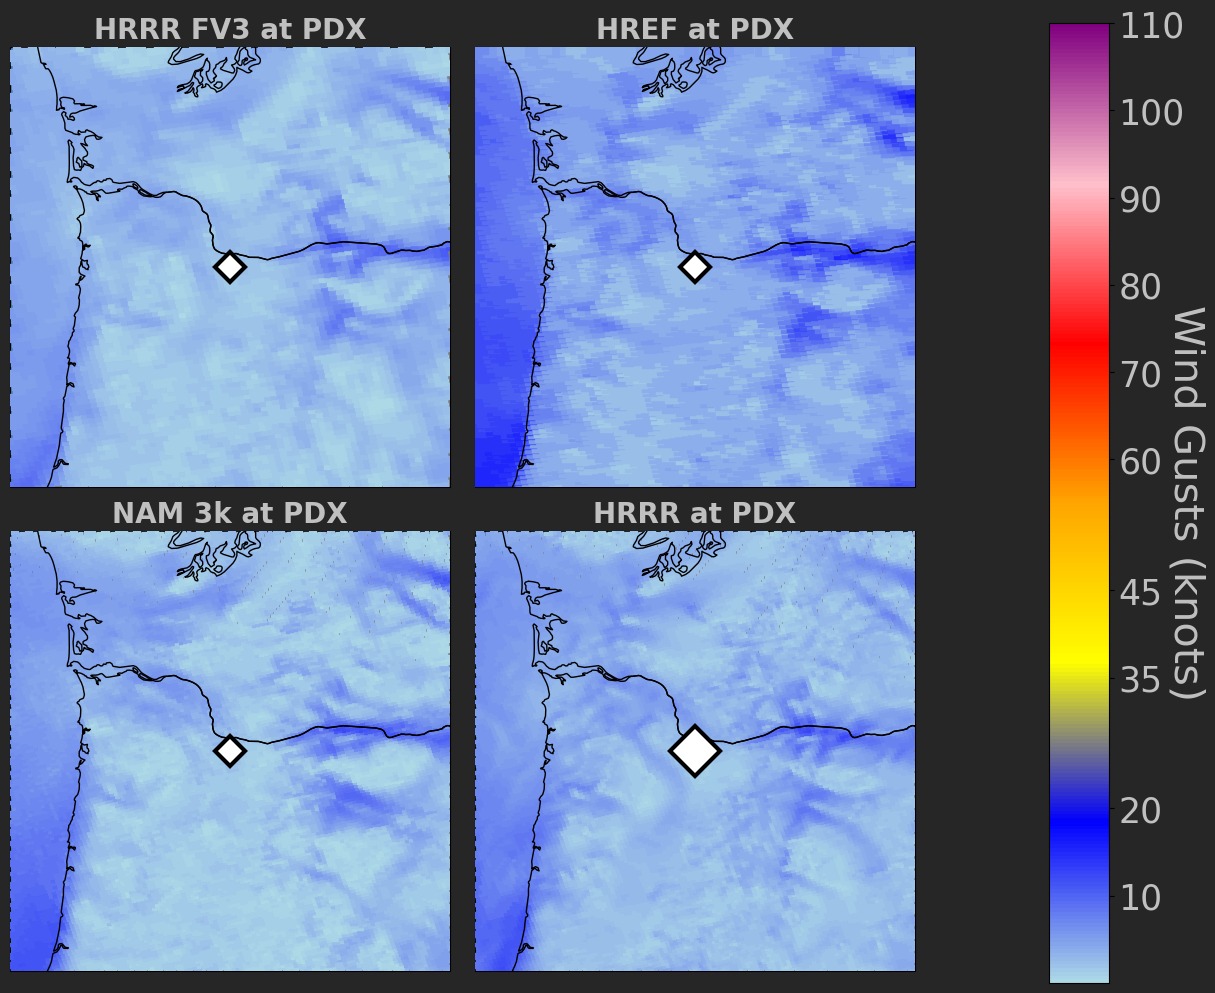 HRRR FV3 at PDX
HREF at PDX
NAM 3k at PDX
HRRR at PDX
110
100
90
80
70
60
45
35
20
10
Wind Gusts (knots)